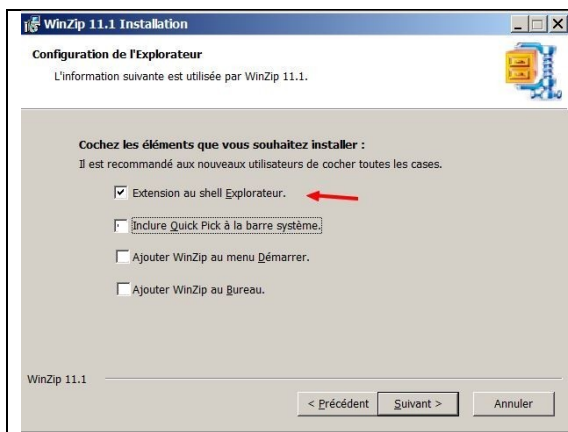 WinZip 11.1 Installation
Configuration de l'Explorateur
L'information suivante est utilisée par WinZip 11.1.
Cochez les éléments que vous souhaitez installer :
Il est recommandé aux nouveaux utilisateurs de cocher toutes les cases.
Extension au shell Explorateur.
Inclure Quick Pick à la barre système.
Ajouter WinZip au menu Démarrer.
Ajouter WinZip au Bureau.
WinZip 11.1
< Précédent Suivant > Annuler